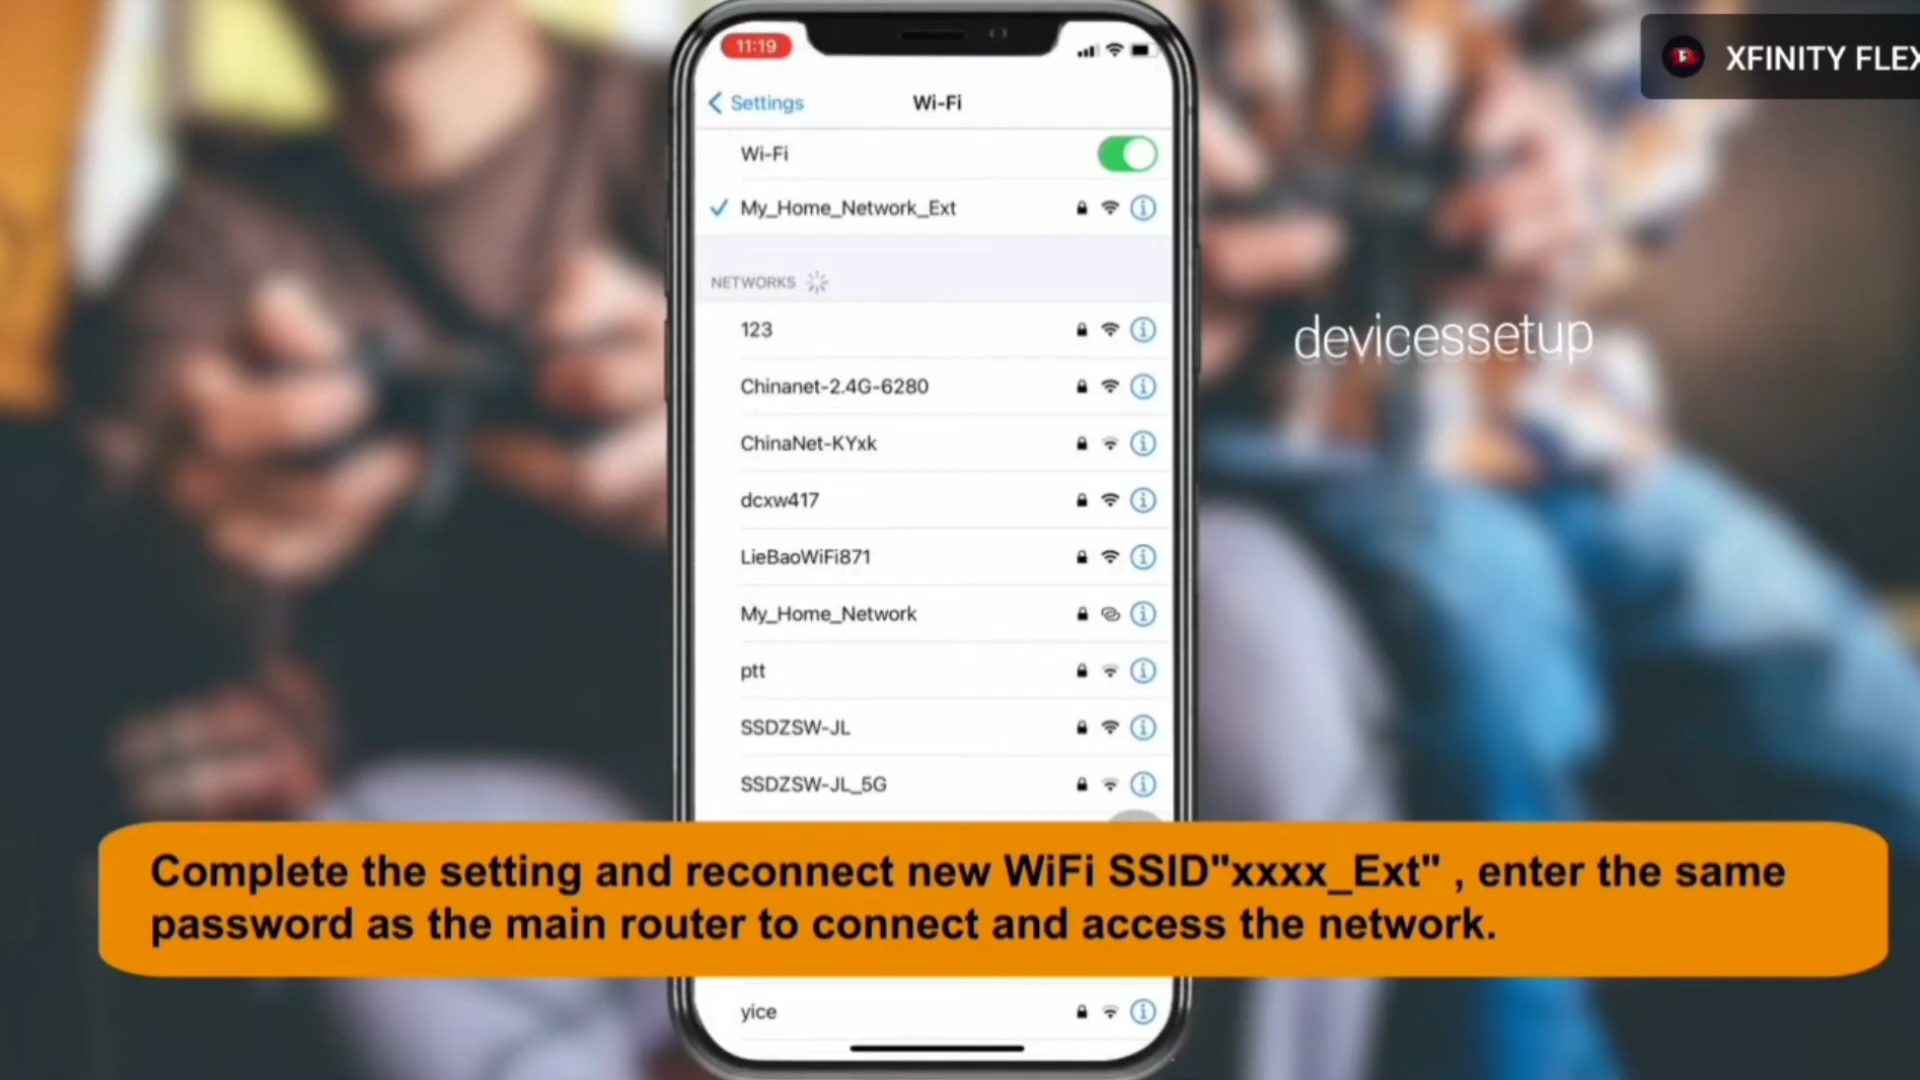 11:19
XFINITY FLEX
Settings
Wi-Fi
Wi-Fi
My_Home_Network_Ext
NETWORKS
123
Chinanet-2.4G-6280
devicessetup
ChinaNet-KYxk
dcxw417
LieBaoWiFi871
My_Home_Network
ptt
SSDZSW-JL
SSDZSW-JL_5G
Complete the setting and reconnect new WiFi SSID"xxxx_Ext" , enter the same
password as the main router to connect and access the network.
yice